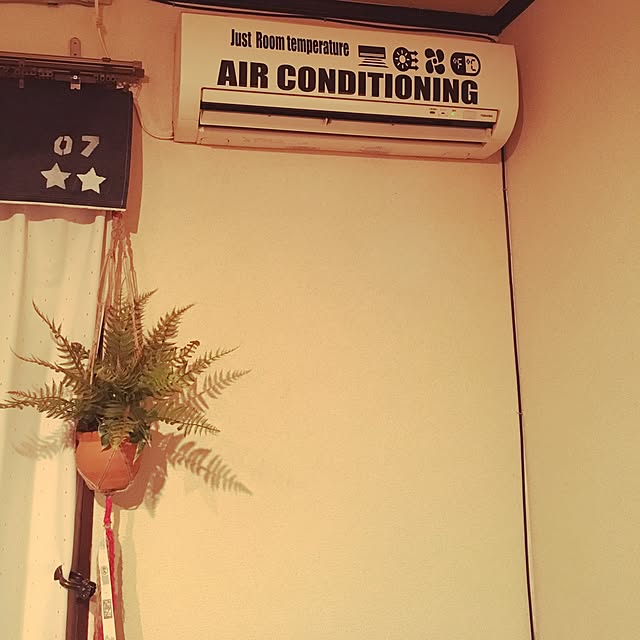 Just Room temperature
°F °C
AIR CONDITIONING
07